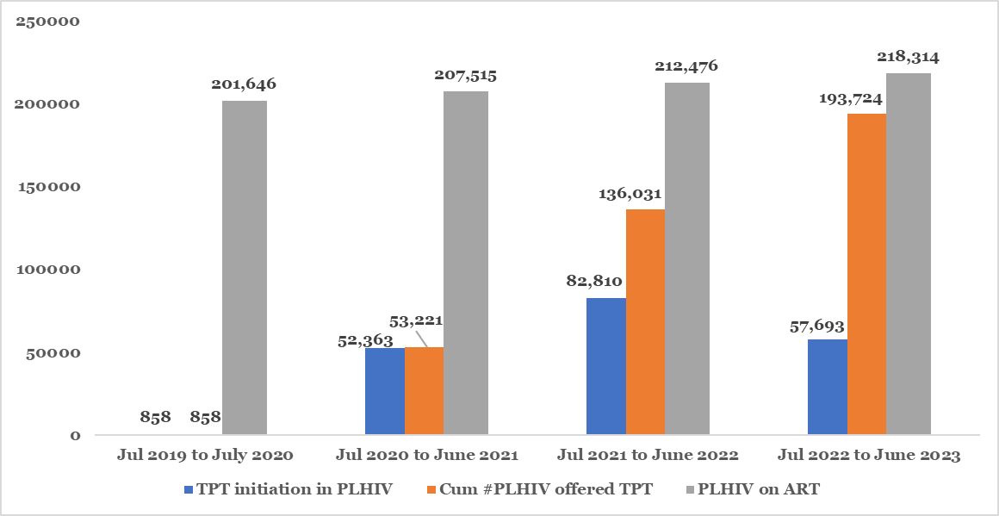 250000
200000
150000
100000
50000
0
201,646
858
858
207,515
53,221
52,363
212,476
136,031
82,810
218,314
193,724
57,693
Jul 2019 to July 2020
Jul 2020 to June 2021
Jul 2021 to June 2022
Jul 2022 to June 2023
TPT initiation in PLHIV
Cum #PLHIV offered TPT
PLHIV on ART